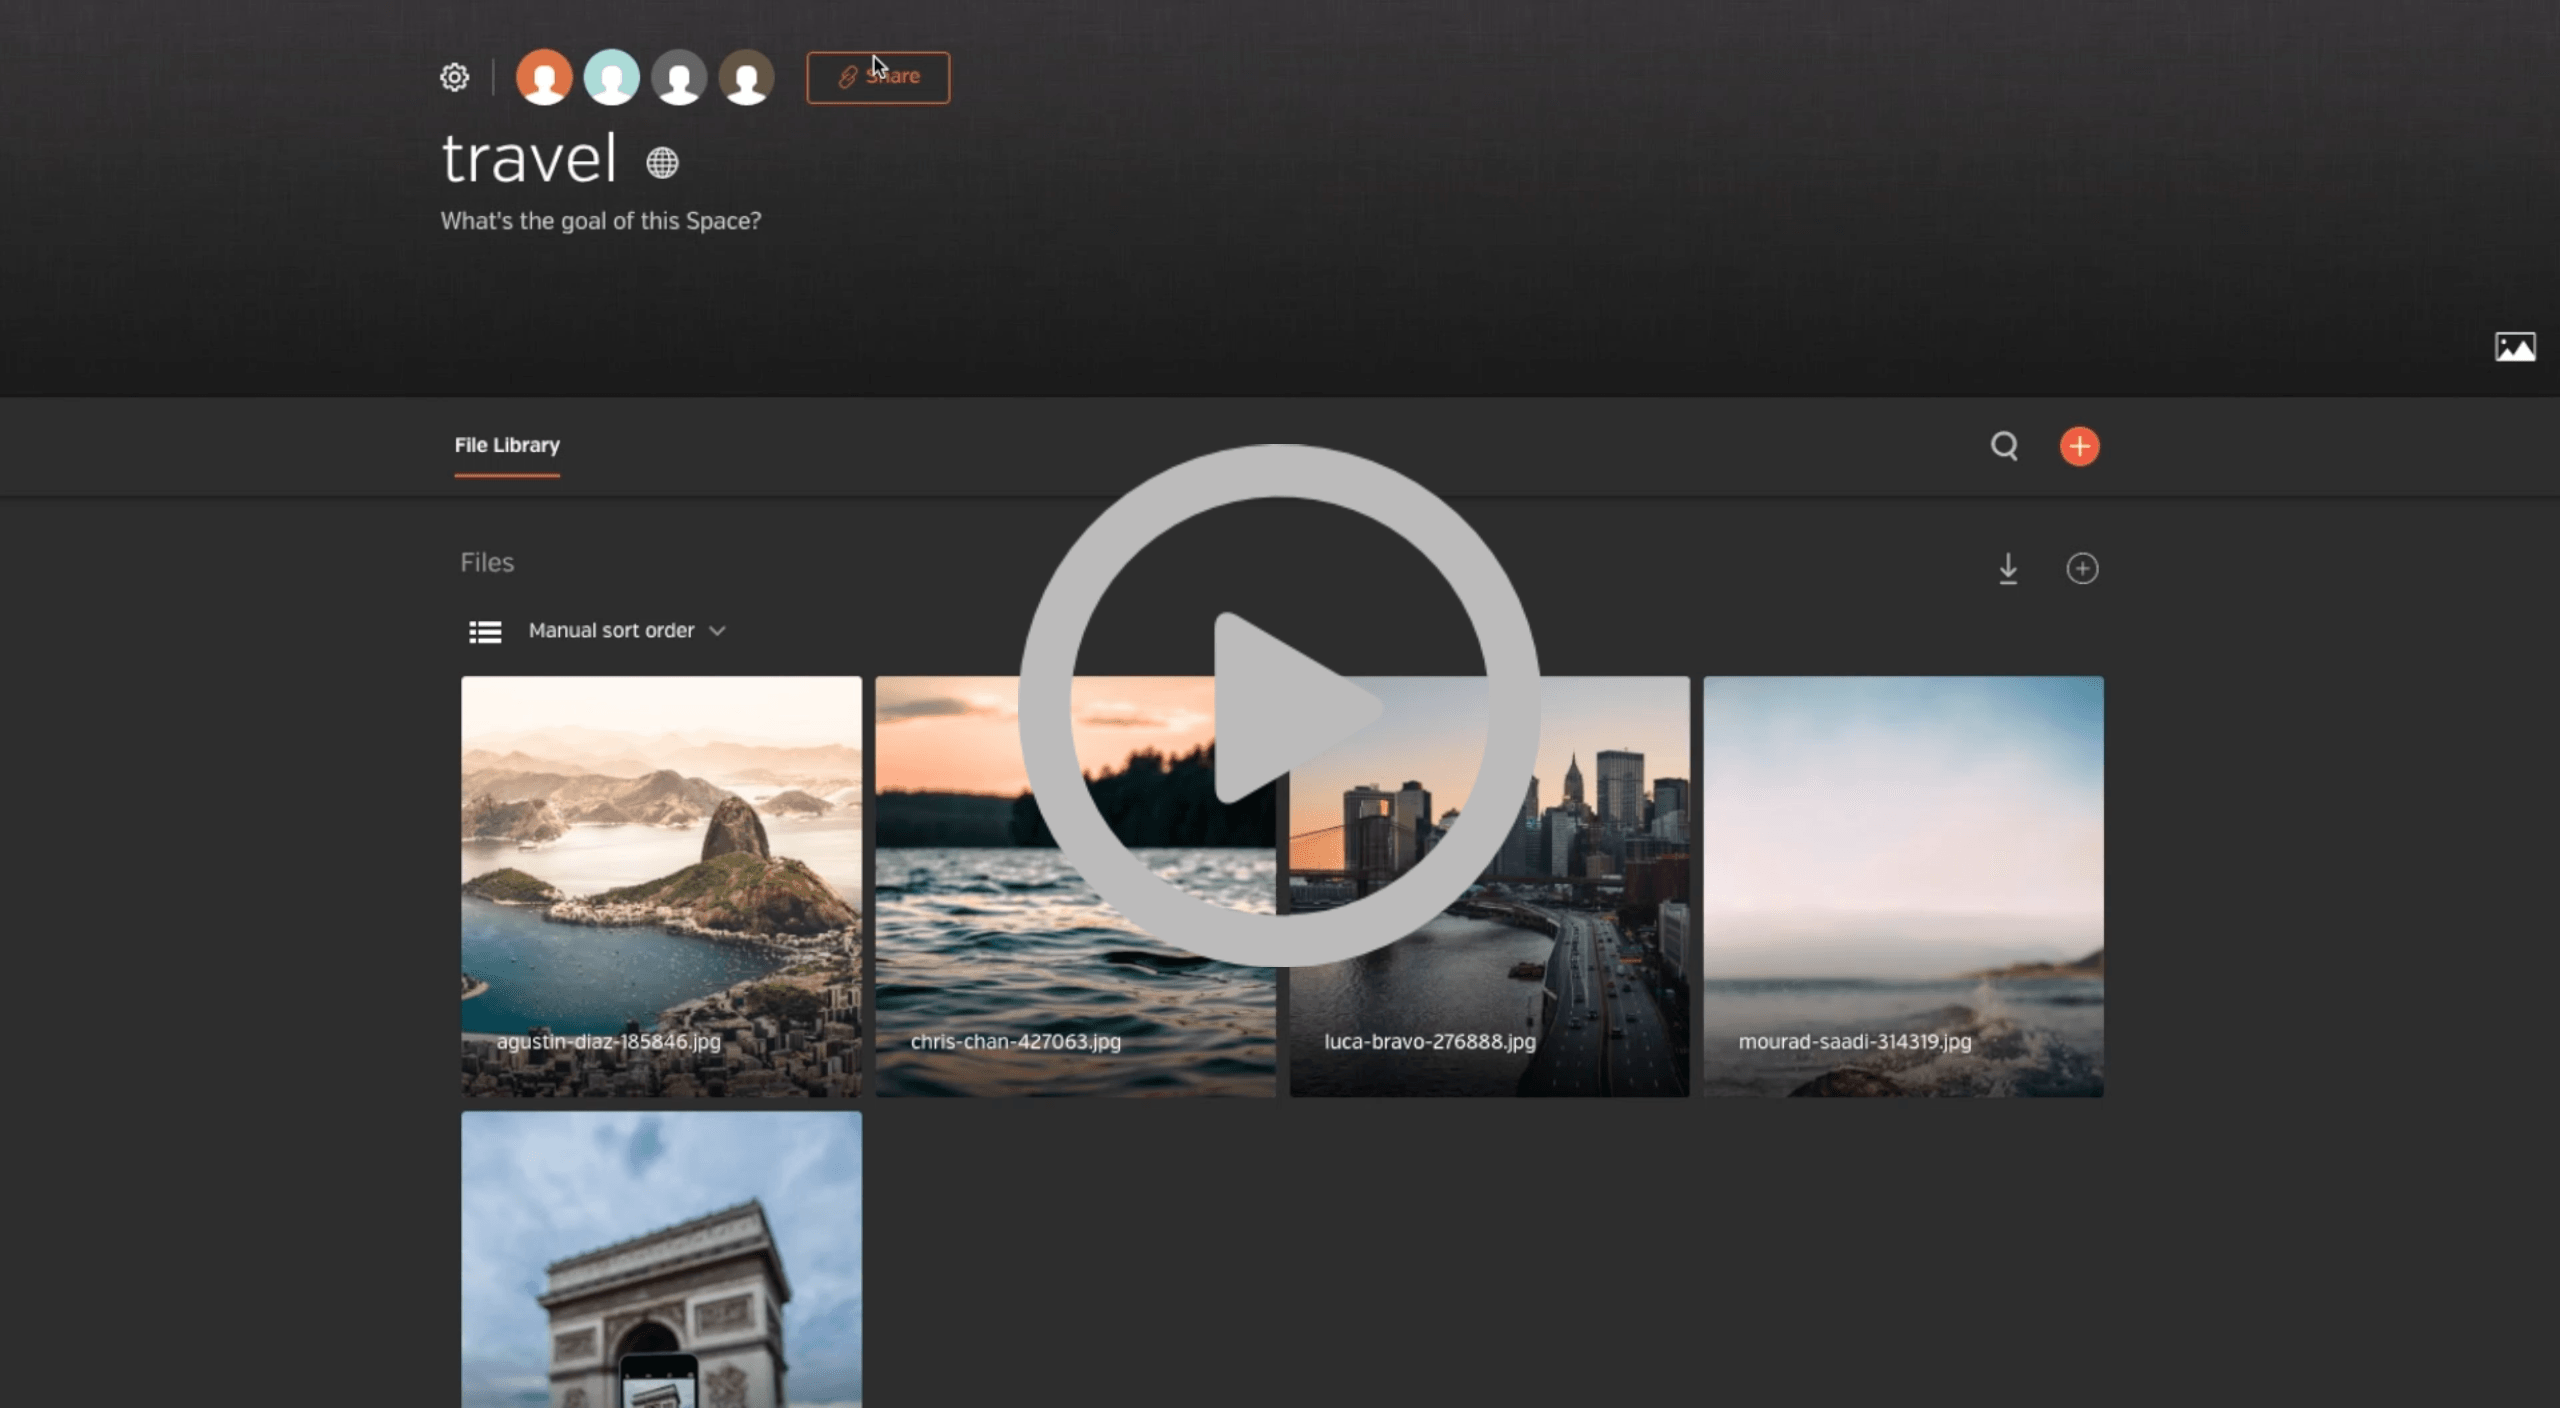 Share
travel
What's the goal of this Space?
File Library
Files
Manual sort order
agustin-diaz-185846.jpg
chris-chan-427063.jpg
luca-bravo-276888.jpg
mourad-saadi-314319.jpg